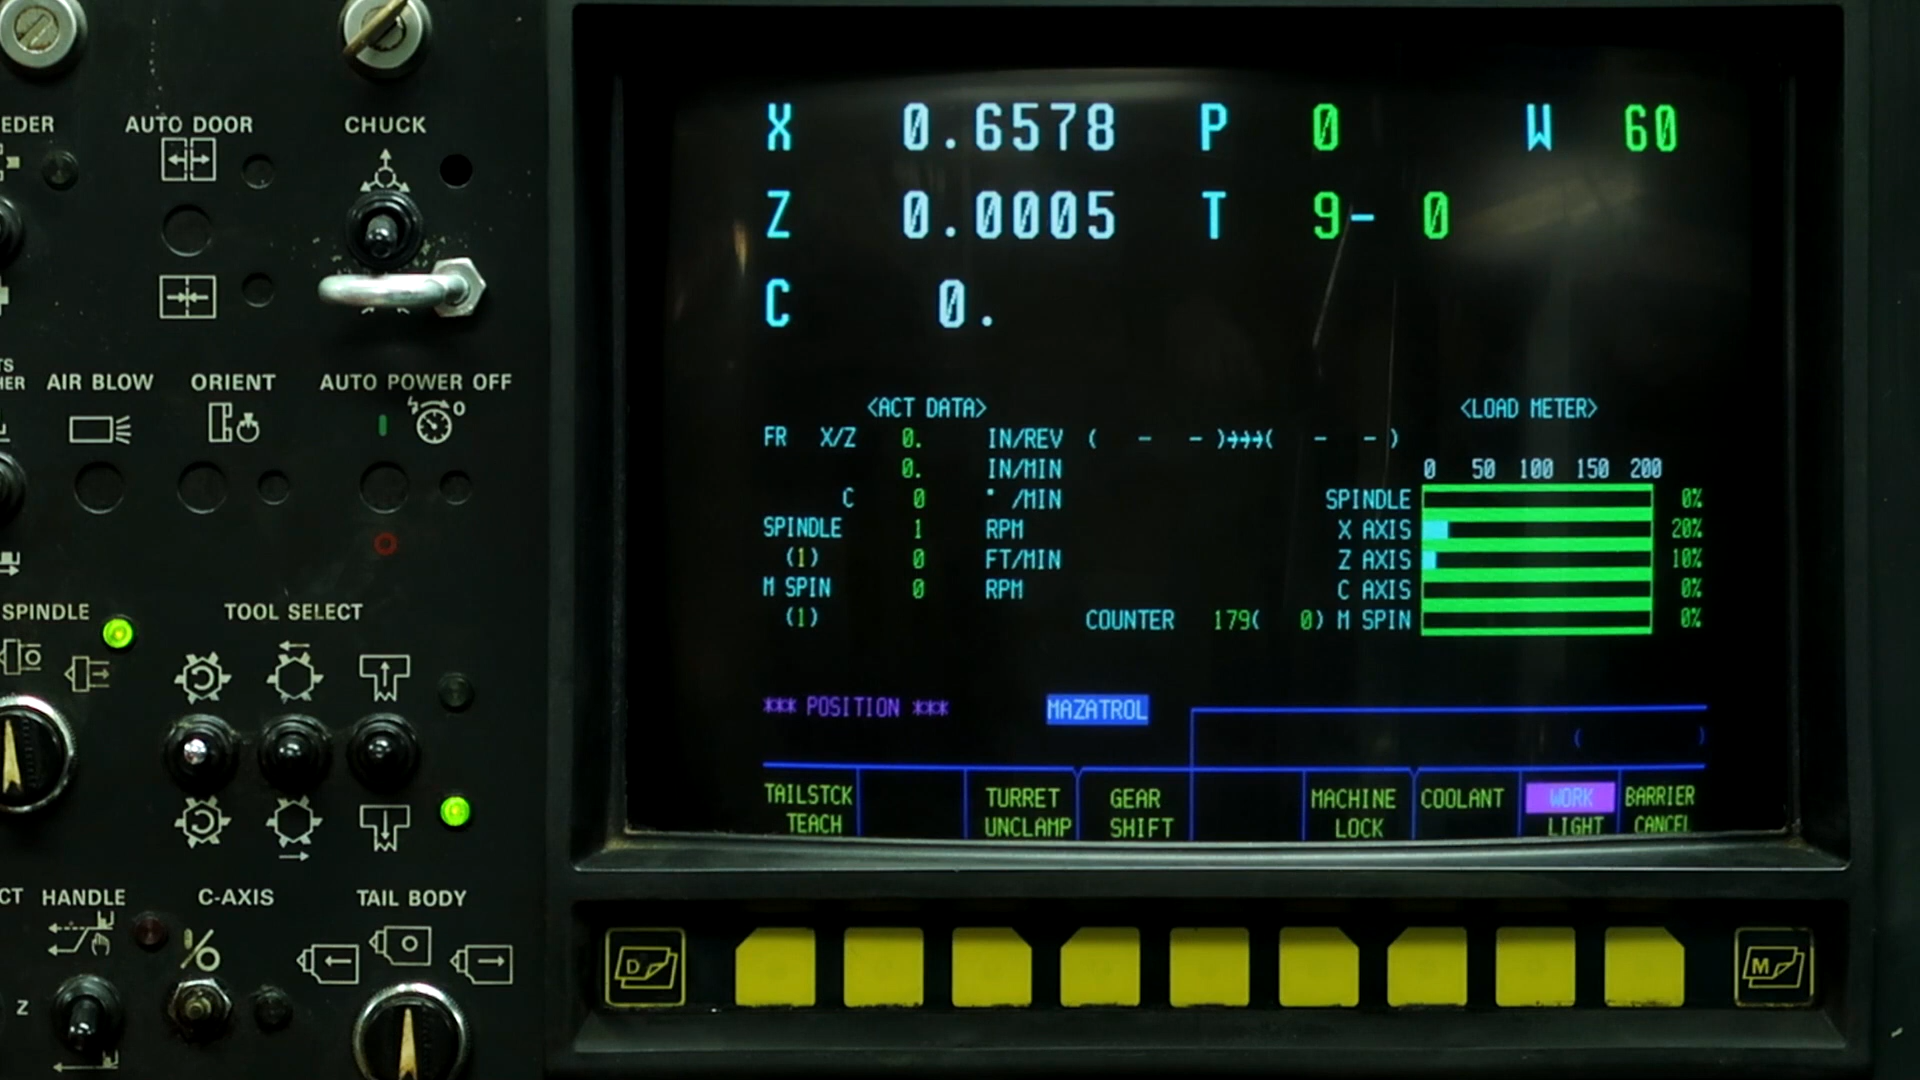 EDER AUTO DOOR CHUCK
AIR BLOW ORIENT AUTO POWER OFF
SPINDLE TOOL SELECT
HANDLE C-AXIS TAIL BODY
Z
X 0.6578 P 0 W 60
Z 0.0005 T 9- 0
C 0.
<ACT DATA> <LOAD METER>
FR X/Z 0. IN/REV ( - - )→→→( - - )
0. IN/MIN 0 50 100 150 200
C 0 ° /MIN SPINDLE 0%
SPINDLE 1 RPM X AXIS 20%
(1) 0 FT/MIN Z AXIS 10%
M SPIN 0 RPM C AXIS 0%
(1) COUNTER 179( 0) M SPIN 0%
*** POSITION *** MAZATROL
( )
TAILSTCK TURRET GEAR MACHINE COOLANT WORK BARRIER
TEACH UNCLAMP SHIFT LOCK LIGHT CANCEL
D M